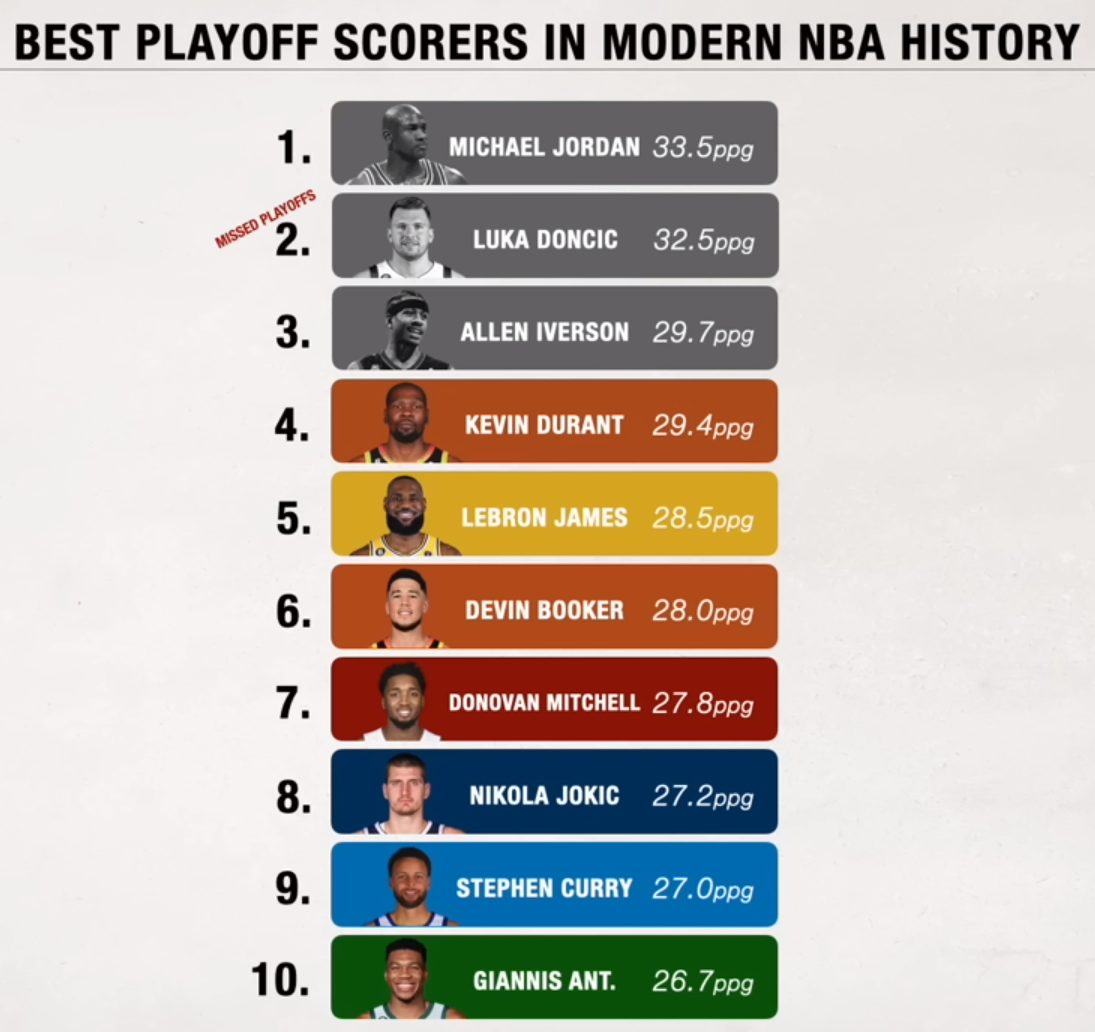 BEST PLAYOFF SCORERS IN MODERN NBA HISTORY
1. MICHAEL JORDAN 33.5ppg
MISSED PLAYOFFS
2. LUKA DONCIC 32.5ppg
3. ALLEN IVERSON 29.7ppg
4. KEVIN DURANT 29.4ppg
5. LEBRON JAMES 28.5ppg
6. DEVIN BOOKER 28.0ppg
7. DONOVAN MITCHELL 27.8ppg
8. NIKOLA JOKIC 27.2ppg
9. STEPHEN CURRY 27.0ppg
10. GIANNIS ANT. 26.7ppg